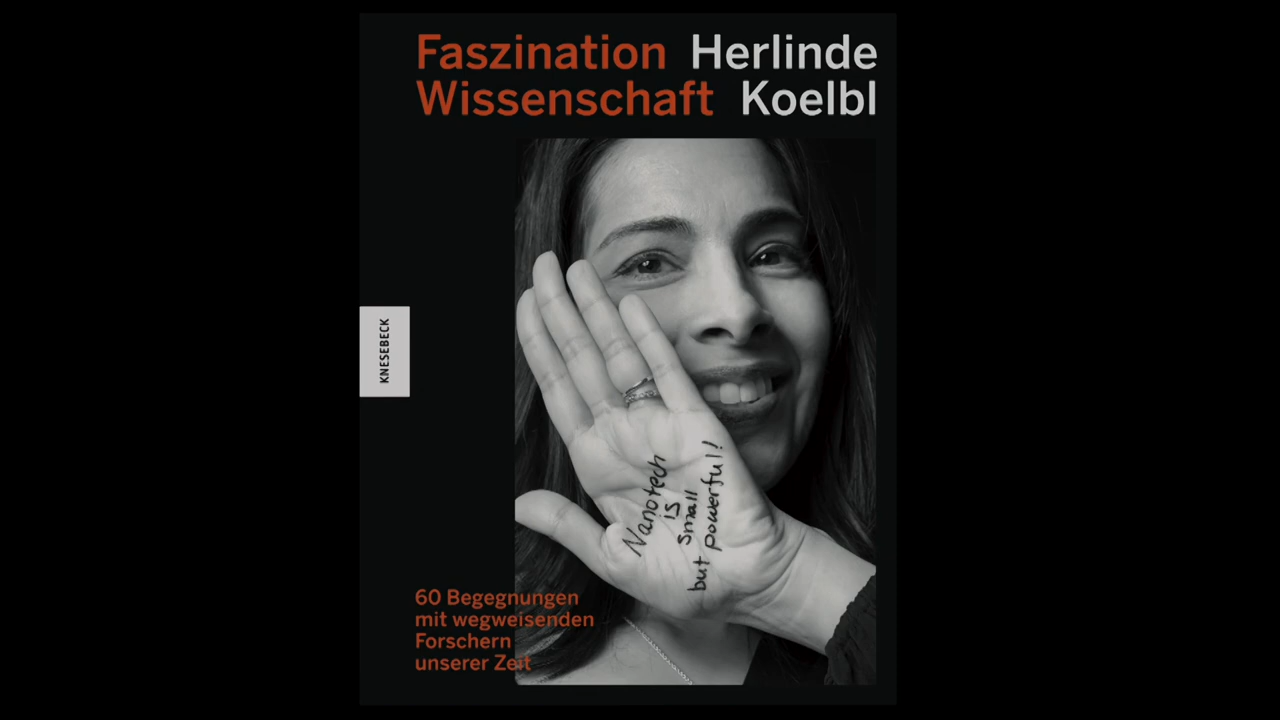 Faszination
Wissenschaft
Herlinde
Koelbl
KNESEBECK
Nanotech
is
small
but powerful!
60 Begegnungen
mit wegweisenden
Forschern
unserer Zeit